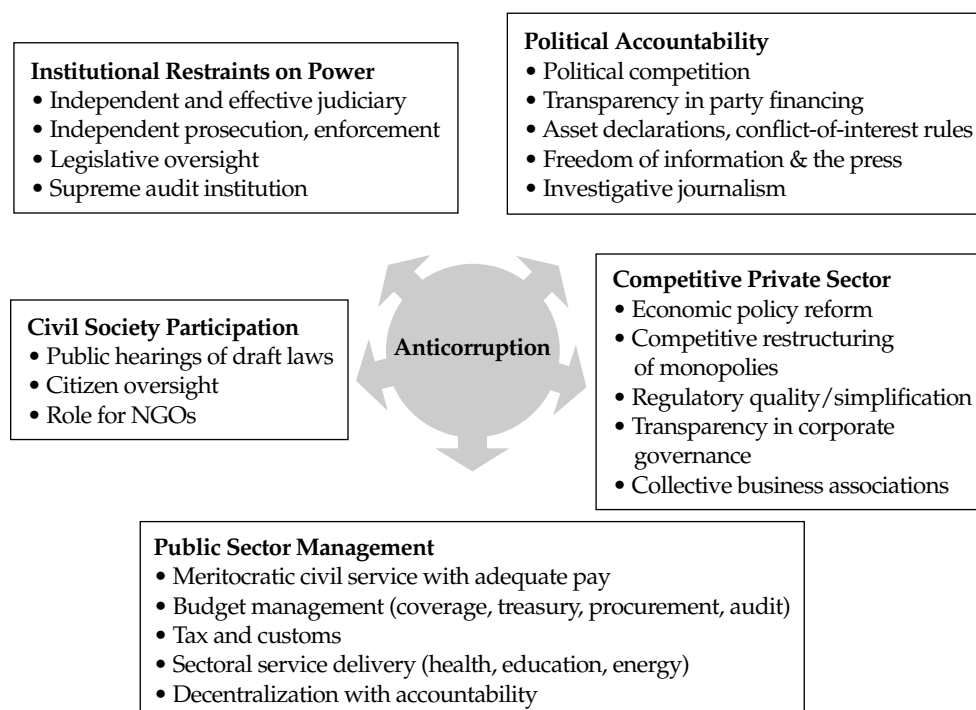 Institutional Restraints on Power
• Independent and effective judiciary
• Independent prosecution, enforcement
• Legislative oversight
• Supreme audit institution
Political Accountability
• Political competition
• Transparency in party financing
• Asset declarations, conflict-of-interest rules
• Freedom of information & the press
• Investigative journalism
Civil Society Participation
• Public hearings of draft laws
• Citizen oversight
• Role for NGOs
Anticorruption
Competitive Private Sector
• Economic policy reform
• Competitive restructuring
of monopolies
• Regulatory quality/simplification
• Transparency in corporate
governance
• Collective business associations
Public Sector Management
• Meritocratic civil service with adequate pay
• Budget management (coverage, treasury, procurement, audit)
• Tax and customs
• Sectoral service delivery (health, education, energy)
• Decentralization with accountability